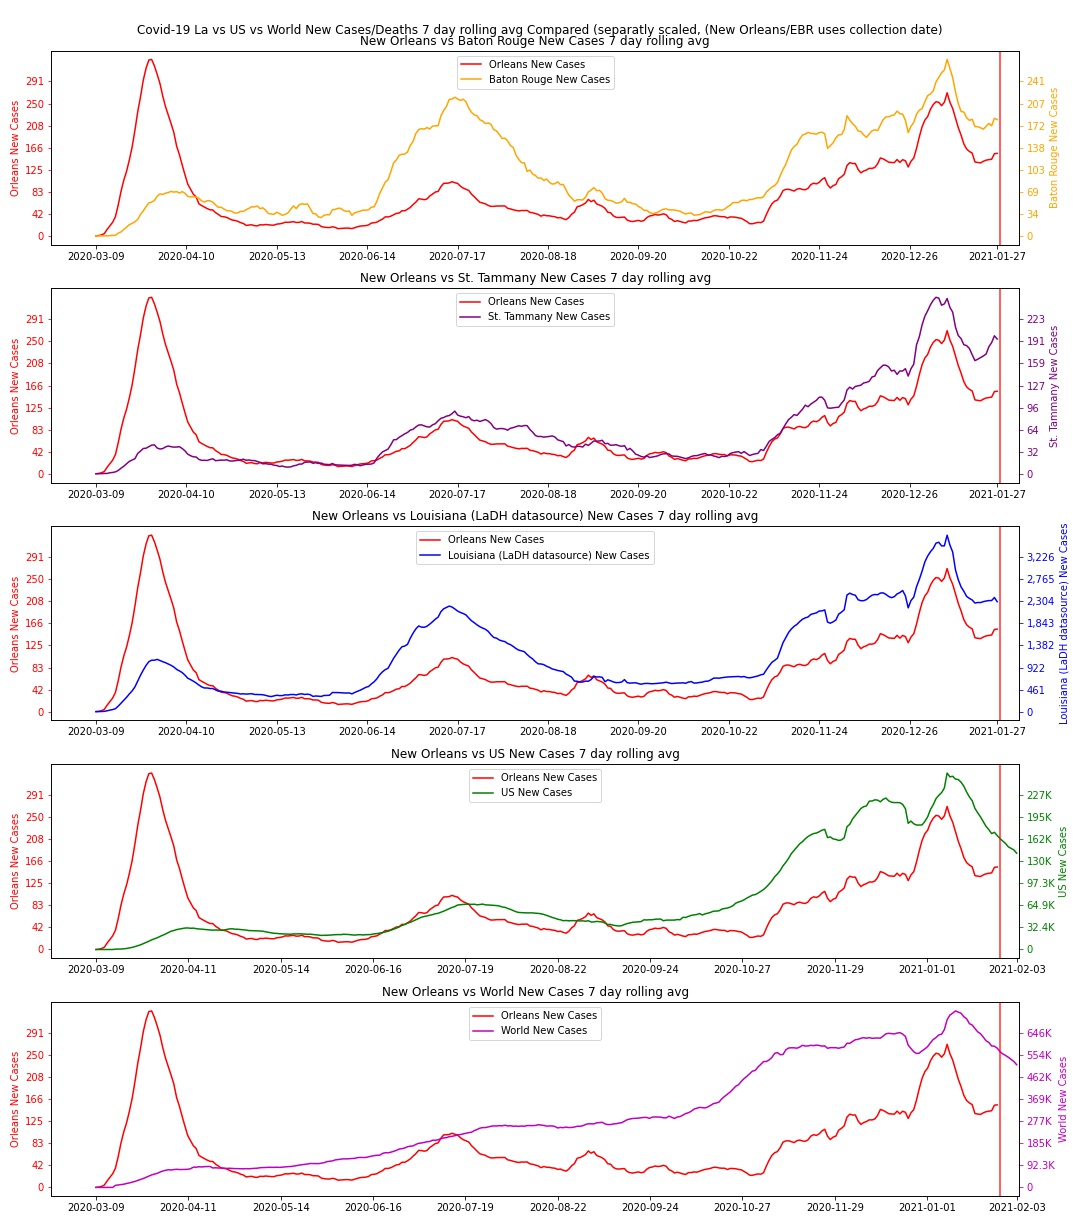 Covid-19 La vs US vs World New Cases/Deaths 7 day rolling avg Compared (separatly scaled, (New Orleans/EBR uses collection date)
New Orleans vs Baton Rouge New Cases 7 day rolling avg
Orleans New Cases
Baton Rouge New Cases
291
250
208
166
125
83
42
0
Orleans New Cases
241
207
172
138
103
69
34
0
Baton Rouge New Cases
2020-03-09 2020-04-10 2020-05-13 2020-06-14 2020-07-17 2020-08-18 2020-09-20 2020-10-22 2020-11-24 2020-12-26 2021-01-27
New Orleans vs St. Tammany New Cases 7 day rolling avg
Orleans New Cases
St. Tammany New Cases
291
250
208
166
125
83
42
0
Orleans New Cases
223
191
159
127
96
64
32
0
St. Tammany New Cases
2020-03-09 2020-04-10 2020-05-13 2020-06-14 2020-07-17 2020-08-18 2020-09-20 2020-10-22 2020-11-24 2020-12-26 2021-01-27
New Orleans vs Louisiana (LaDH datasource) New Cases 7 day rolling avg
Orleans New Cases
Louisiana (LaDH datasource) New Cases
291
250
208
166
125
83
42
0
Orleans New Cases
3,226
2,765
2,304
1,843
1,382
922
461
0
Louisiana (LaDH datasource) New Cases
2020-03-09 2020-04-10 2020-05-13 2020-06-14 2020-07-17 2020-08-18 2020-09-20 2020-10-22 2020-11-24 2020-12-26 2021-01-27
New Orleans vs US New Cases 7 day rolling avg
Orleans New Cases
US New Cases
291
250
208
166
125
83
42
0
Orleans New Cases
227K
195K
162K
130K
97.3K
64.9K
32.4K
0
US New Cases
2020-03-09 2020-04-11 2020-05-14 2020-06-16 2020-07-19 2020-08-22 2020-09-24 2020-10-27 2020-11-29 2021-01-01 2021-02-03
New Orleans vs World New Cases 7 day rolling avg
Orleans New Cases
World New Cases
291
250
208
166
125
83
42
0
Orleans New Cases
646K
554K
462K
369K
277K
185K
92.3K
0
World New Cases
2020-03-09 2020-04-11 2020-05-14 2020-06-16 2020-07-19 2020-08-22 2020-09-24 2020-10-27 2020-11-29 2021-01-01 2021-02-03